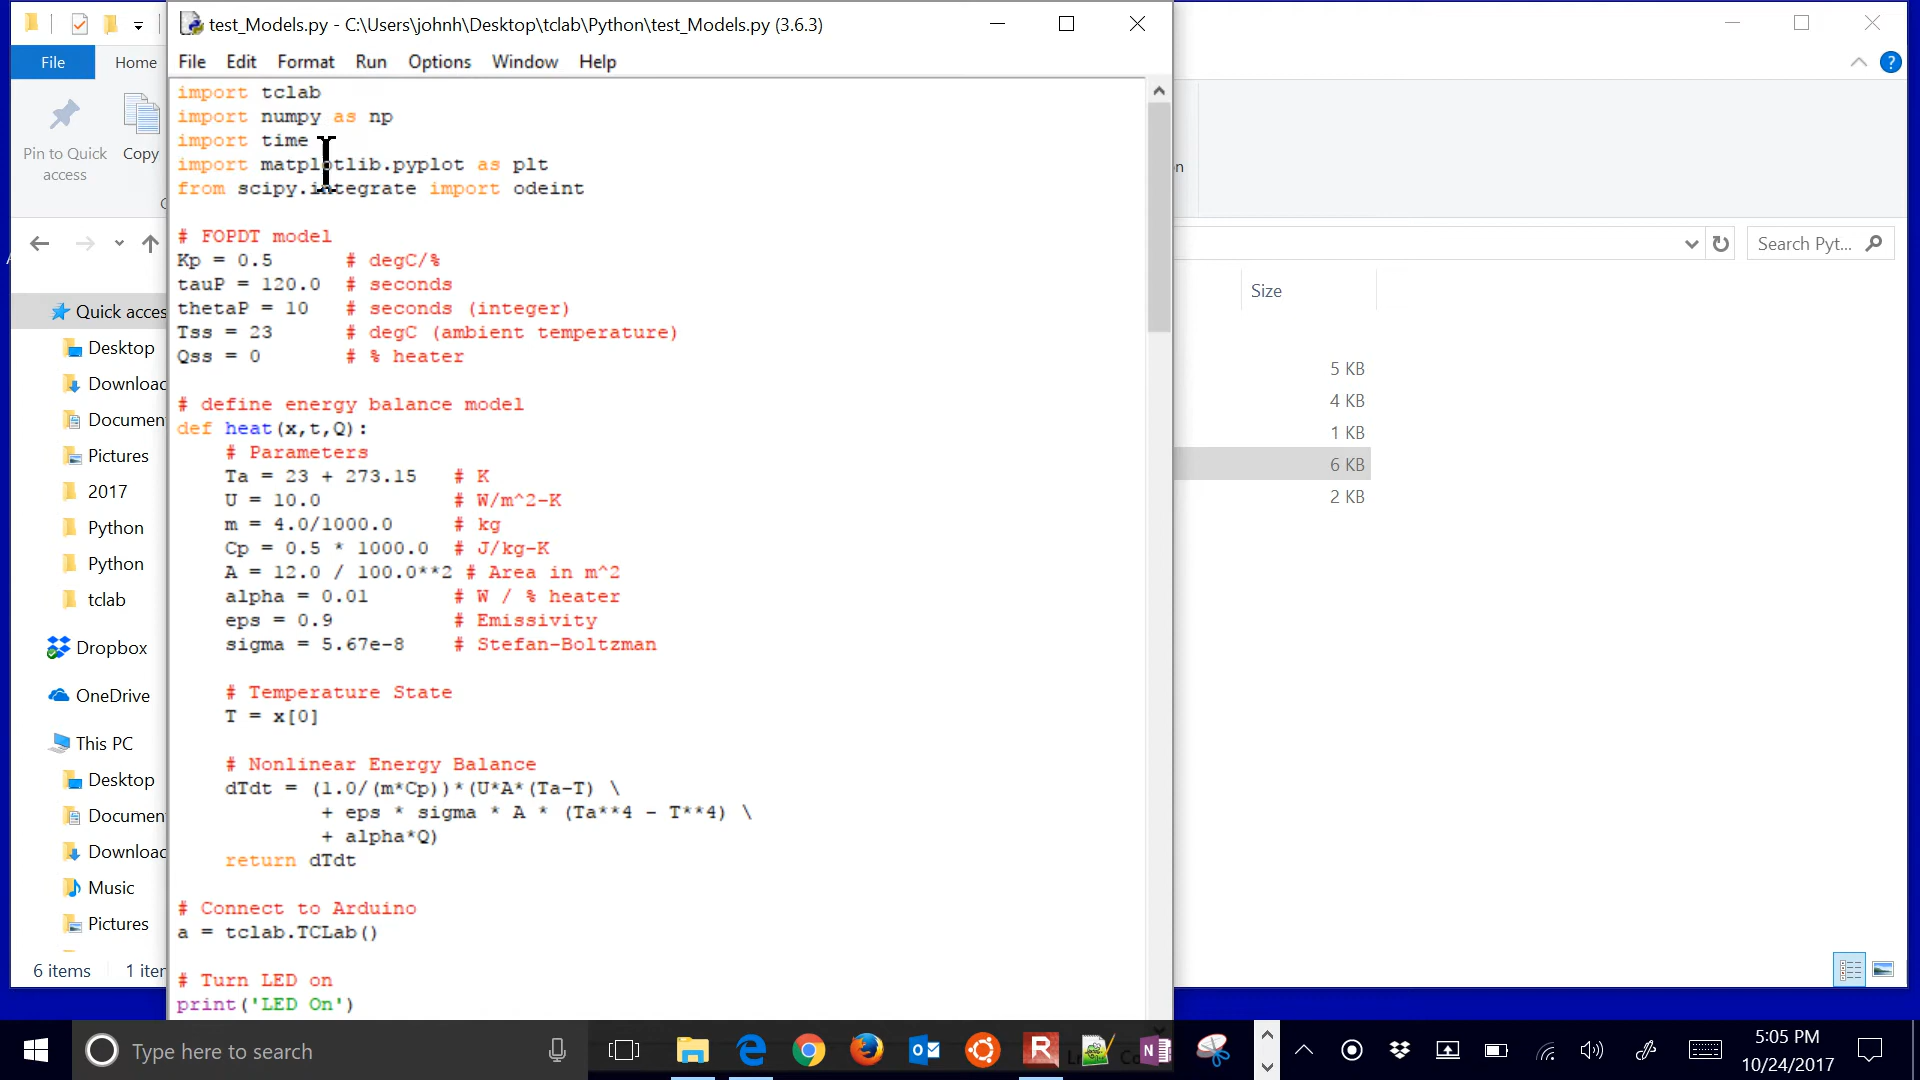 test_Models.py - C:\Users\johnh\Desktop\tclab\Python\test_Models.py (3.6.3)
File Edit Format Run Options Window Help
File Home
Pin to Quick access
Copy
Quick acces
Desktop
Downloac
Documen
Pictures
2017
Python
Python
tclab
Dropbox
OneDrive
This PC
Desktop
Documen
Downloac
Music
Pictures
6 items 1 iter
import tclab
import numpy as np
import time
import matplotlib.pyplot as plt
from scipy.integrate import odeint
# FOPDT model
Kp = 0.5 # degC/%
tauP = 120.0 # seconds
thetaP = 10 # seconds (integer)
Tss = 23 # degC (ambient temperature)
Qss = 0 # % heater
# define energy balance model
def heat(x,t,Q):
# Parameters
Ta = 23 + 273.15 # K
U = 10.0 # W/m^2-K
m = 4.0/1000.0 # kg
Cp = 0.5 * 1000.0 # J/kg-K
A = 12.0 / 100.0**2 # Area in m^2
alpha = 0.01 # W / % heater
eps = 0.9 # Emissivity
sigma = 5.67e-8 # Stefan-Boltzman
# Temperature State
T = x[0]
# Nonlinear Energy Balance
dTdt = (1.0/(m*Cp))*(U*A*(Ta-T) \
+ eps * sigma * A * (Ta**4 - T**4) \
+ alpha*Q)
return dTdt
# Connect to Arduino
a = tclab.TCLab()
# Turn LED on
print('LED On')
Search Pyt...
Size
5 KB
4 KB
1 KB
6 KB
2 KB
Type here to search
5:05 PM
10/24/2017